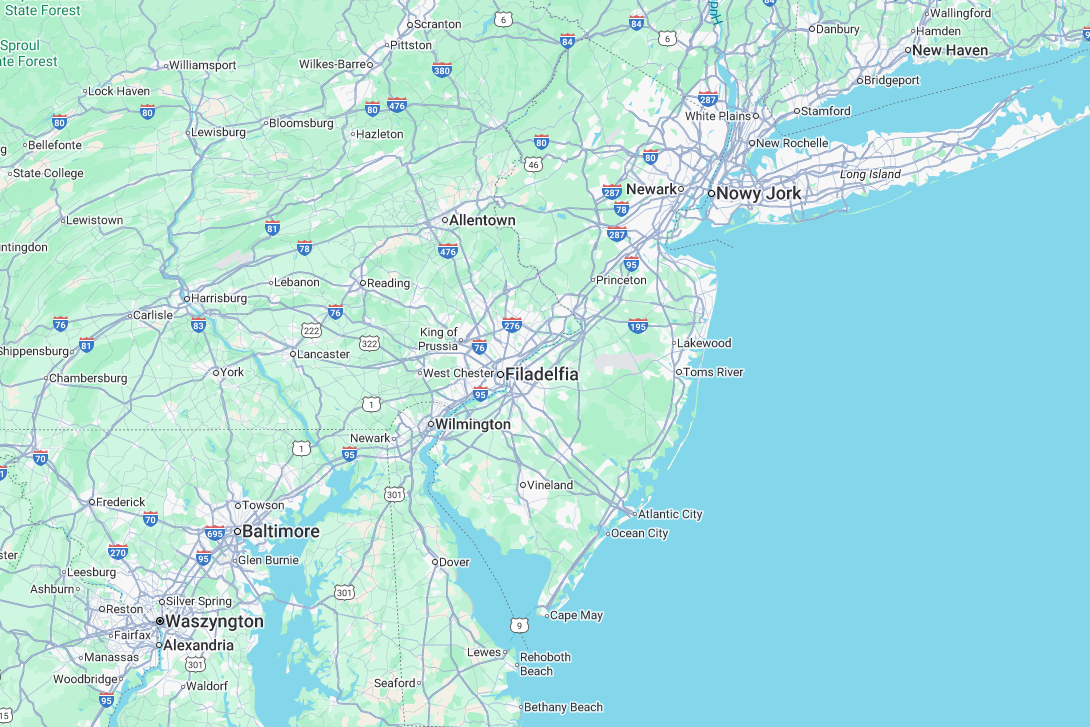 State Forest
Scranton
6
84
84
84
Hud
Wallingford
Danbury
Hamden
6
New Haven
Sproul
Pittston
Williamsport
Wilkes-Barre
380
Bridgeport
Lock Haven
80
80
80
476
287
White Plains
Stamford
Lewisburg
Bloomsburg
Hazleton
80
80
New Rochelle
Bellefonte
State College
46
Long Island
287
Newark
Nowy Jork
78
Lewistown
Allentown
81
78
476
287
95
Lebanon
Reading
Princeton
Harrisburg
Carlisle
76
83
76
222
276
195
81
322
King of
Prussia
76
Lakewood
Lancaster
Chambersburg
York
West Chester
Filadelfia
Toms River
95
1
Wilmington
Newark
1
95
70
301
Vineland
Frederick
Towson
Atlantic City
70
695
Baltimore
Ocean City
270
95
Glen Burnie
Dover
Leesburg
Ashburn
Silver Spring
301
Reston
Cape May
Waszyngton
9
Fairfax
Alexandria
Manassas
301
Lewes
Rehoboth
Beach
Woodbridge
Waldorf
Seaford
95
Bethany Beach